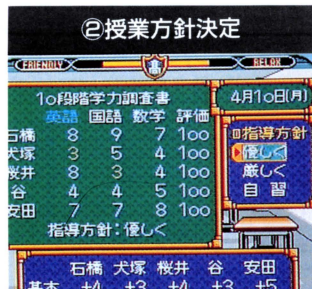 ②授業方針決定
FRIENDLY
RELAX
10段階学力調査書
4月10日(月)
英語 国語 数学 評価
石橋 8 9 7 100
犬塚 3 5 4 100
桜井 8 3 4 100
谷 4 4 5 100
安田 7 7 8 100
指導方針:優しく
指導方針
優しく
厳しく
自習
石橋 犬塚 桜井 谷 安田
基本 +4 +3 +4 +3 +5